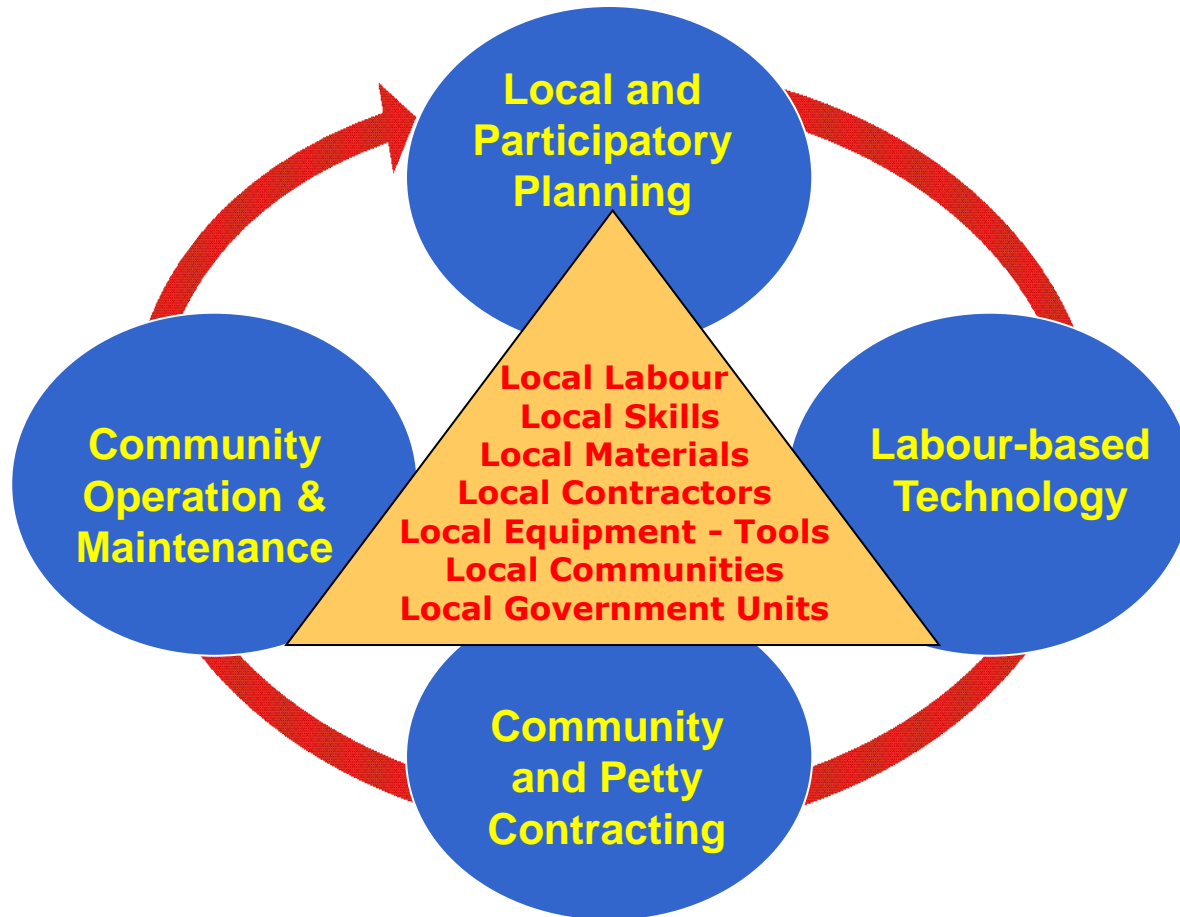 Local and
Participatory
Planning
Labour-based
Technology
Community
and Petty
Contracting
Community
Operation &
Maintenance
Local Labour
Local Skills
Local Materials
Local Contractors
Local Equipment - Tools
Local Communities
Local Government Units